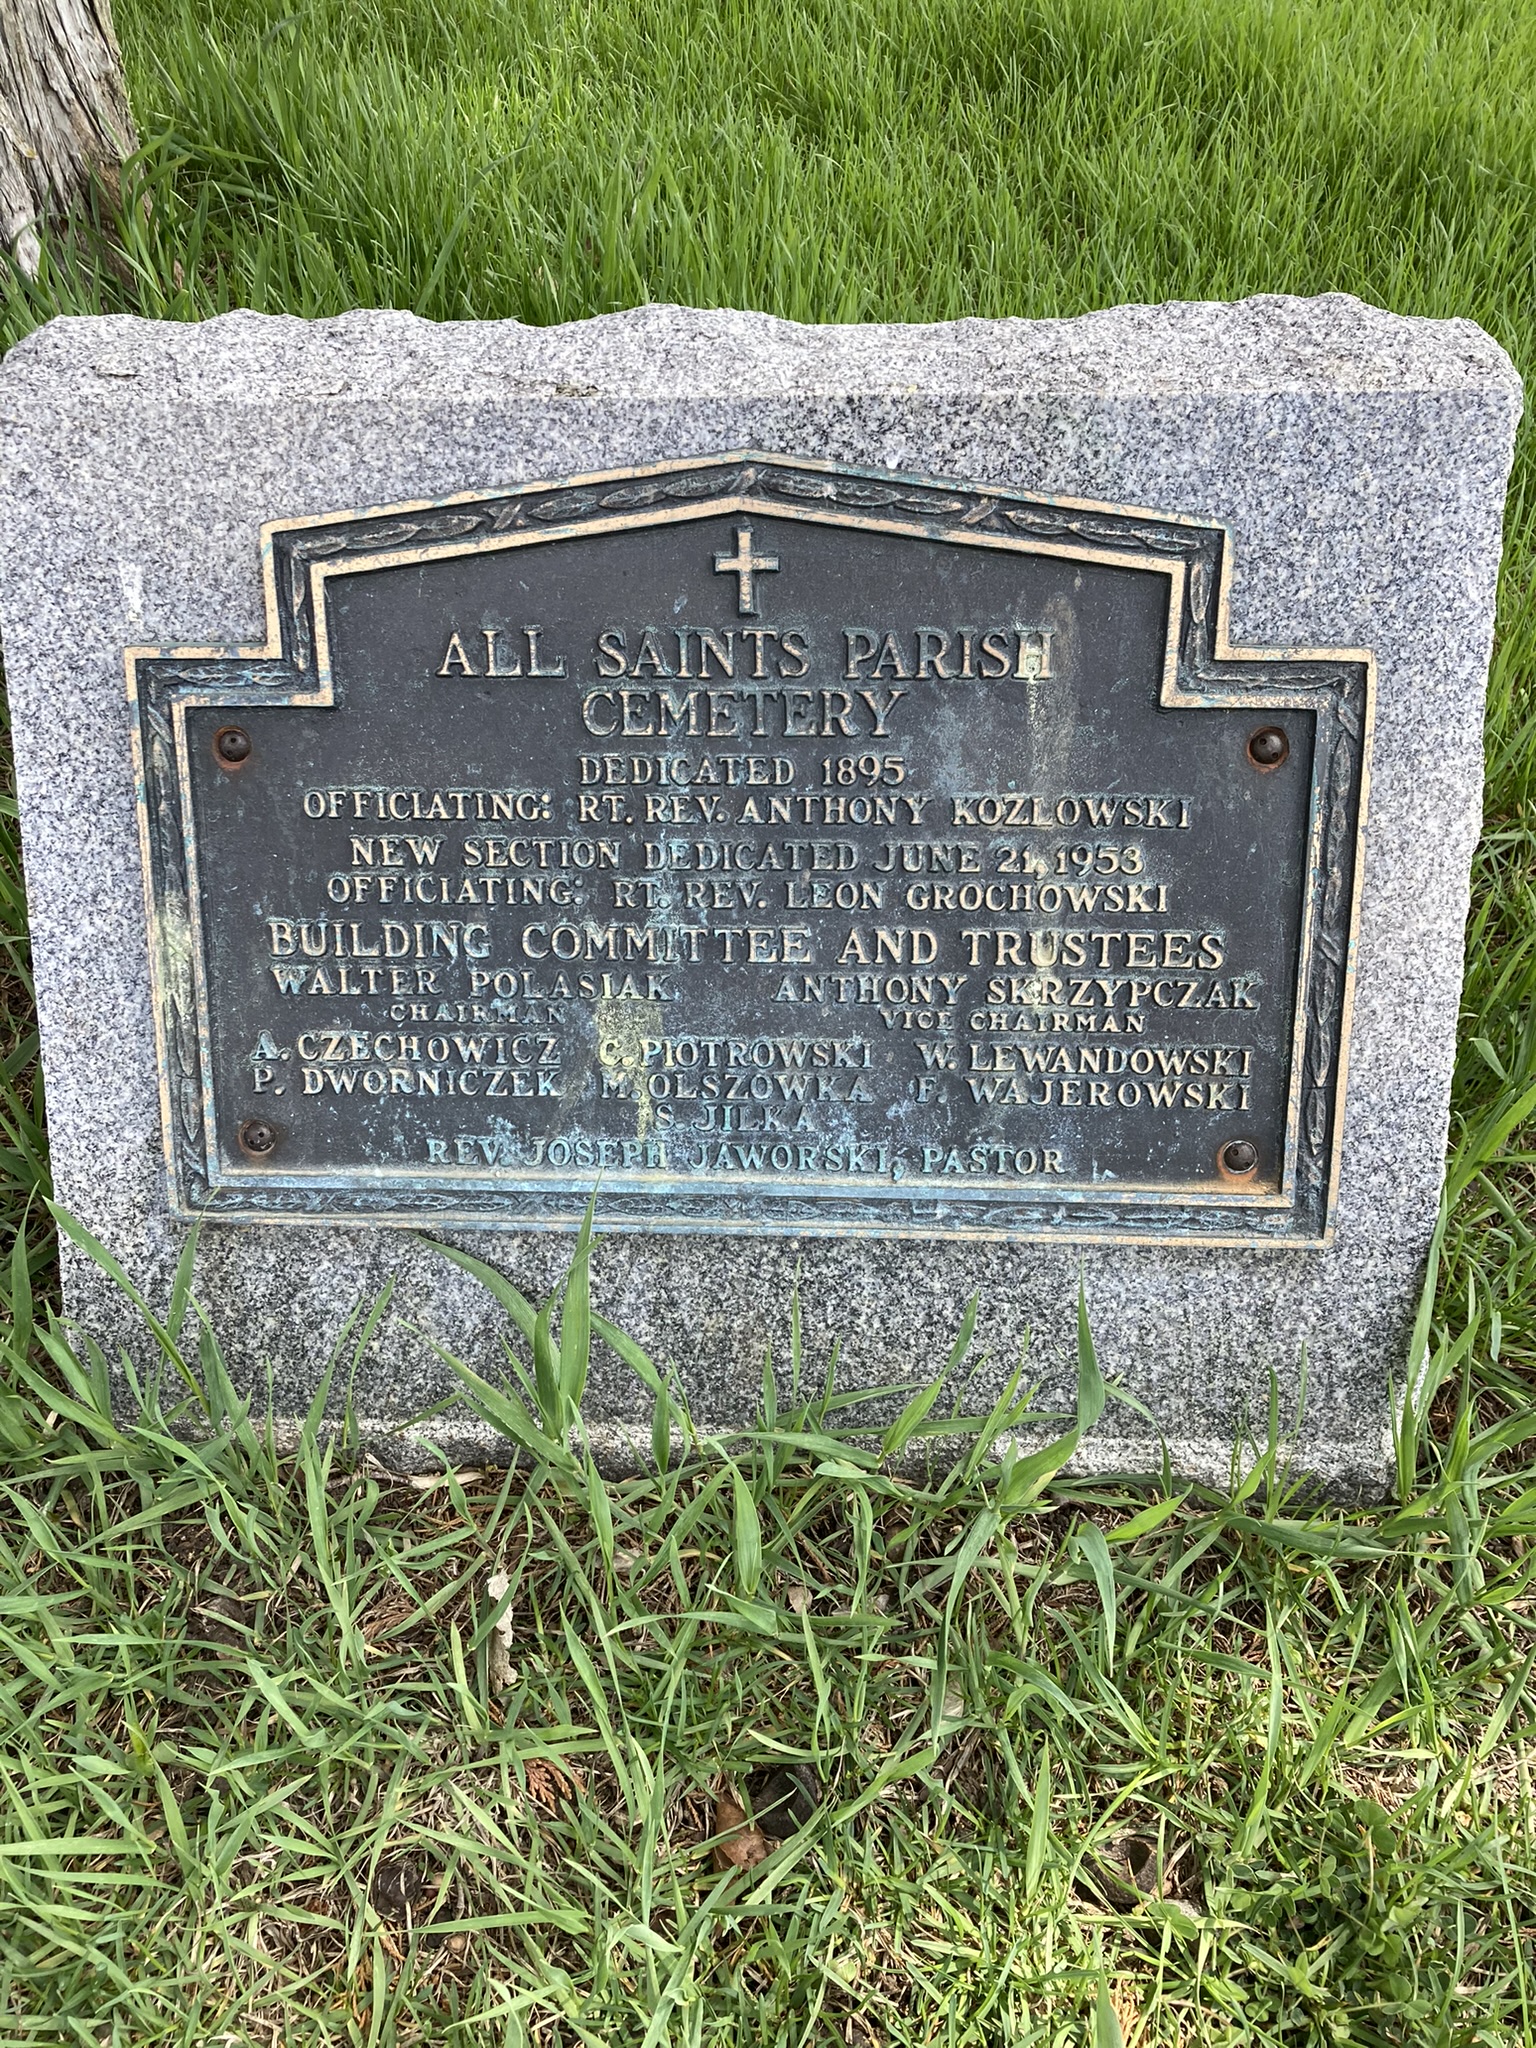 ALL SAINTS PARISH
CEMETERY
DEDICATED 1895
OFFICIATING: RT. REV. ANTHONY KOZLOWSKI
NEW SECTION DEDICATED JUNE 21, 1953
OFFICIATING: RT. REV. LEON GROCHOWSKI
BUILDING COMMITTEE AND TRUSTEES
WALTER POLASIAK ANTHONY SKRZYPCZAK
CHAIRMAN VICE CHAIRMAN
A. CZECHOWICZ C. PIOTROWSKI W. LEWANDOWSKI
P. DWORNICZEK M. OLSZOWKA F. WAJEROWSKI
S. JILKA
REV. JOSEPH JAWORSKI, PASTOR